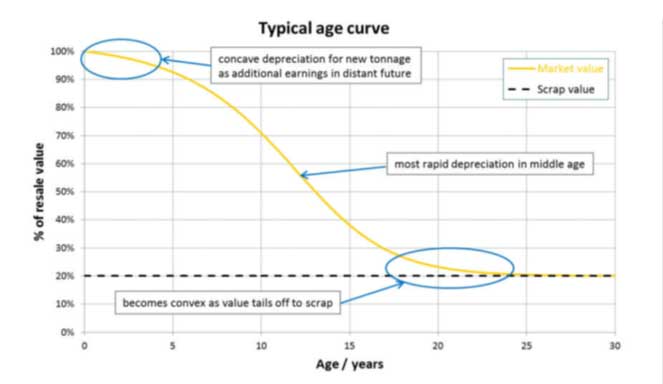 Typical age curve
100%
90%
80%
70%
60%
50%
40%
30%
20%
10%
0%
% of resale value
concave depreciation for new tonnage
as additional earnings in distant future
Market value
Scrap value
most rapid depreciation in middle age
becomes convex as value tails off to scrap
0
5
10
15
20
25
30
Age / years